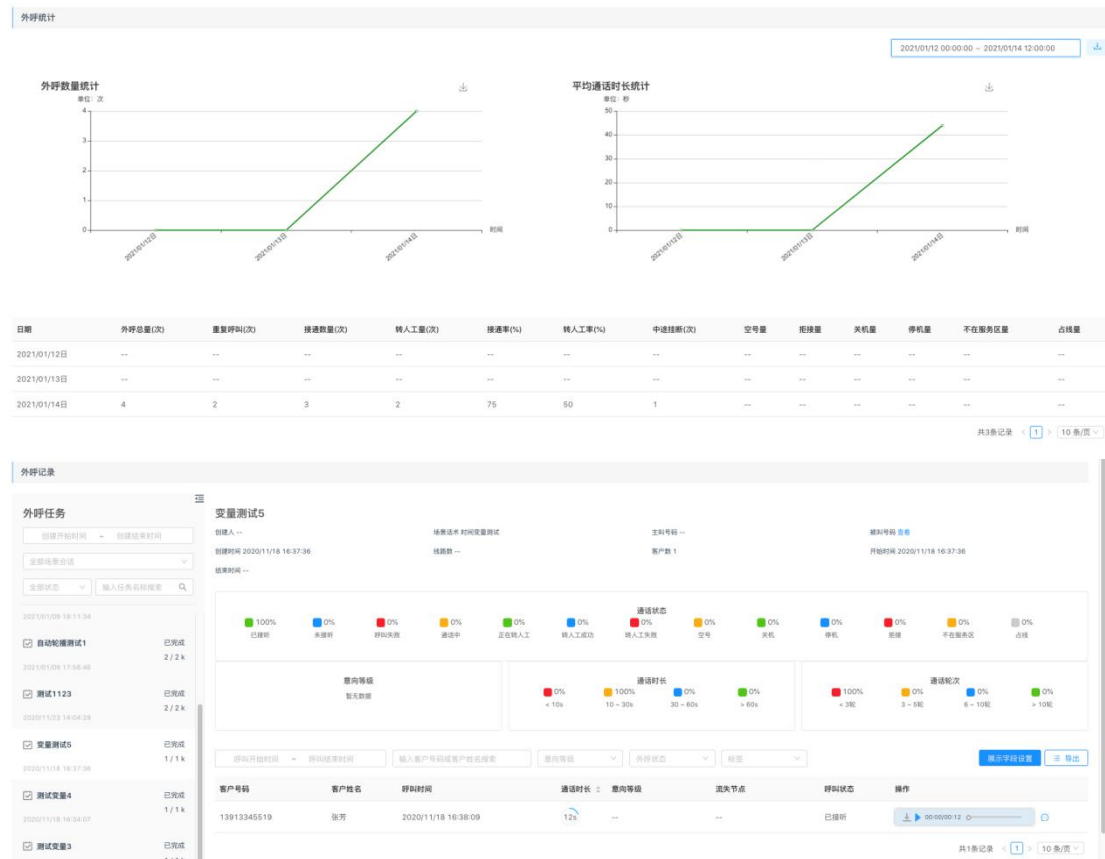 外呼统计
2021/01/12 00:00:00 ~ 2021/01/14 12:00:00
外呼数量统计
单位：次
4
3
2
1
0
时间
2021/01/12日
2021/01/13日
2021/01/14日
平均通话时长统计
单位：秒
50
40
30
20
10
0
时间
2021/01/12日
2021/01/13日
2021/01/14日
日期 外呼总量(次) 重复呼叫(次) 接通数量(次) 转人工量(次) 接通率(%) 转人工率(%) 中途挂断(次) 空号量 拒接量 关机量 停机量 不在服务区量 占线量
2021/01/12日 -- -- -- -- -- -- -- -- -- -- -- -- --
2021/01/13日 -- -- -- -- -- -- -- -- -- -- -- -- --
2021/01/14日 4 2 3 2 75 50 1 -- -- -- -- -- --
共3条记录 < 1 > 10 条/页
外呼记录
外呼任务
创建开始时间 ~ 创建结束时间
全部场景会话
全部状态 输入任务名称搜索
2021/01/09 18:11:34
自动轮播测试1 已完成
2 / 2 k
2021/01/09 17:56:46
测试1123 已完成
2 / 2 k
2020/11/23 14:04:29
变量测试5 已完成
1 / 1 k
2020/11/18 16:37:36
测试变量4 已完成
1 / 1 k
2020/11/18 16:34:07
测试变量3 已完成
变量测试5
创建人 -- 场景话术 时间变量测试 主叫号码 -- 被叫号码 查看
创建时间 2020/11/18 16:37:36 线路数 -- 客户数 1 开始时间 2020/11/18 16:37:36
结束时间 --
通话状态
100% 0% 0% 0% 0% 0% 0% 0% 0% 0% 0% 0% 0%
已接听 未接听 呼叫失败 通话中 正在转人工 转人工成功 转人工失败 空号 关机 停机 拒接 不在服务区 占线
意向等级
暂无数据
通话时长
0% 100% 0% 0%
< 10s 10 ~ 30s 30 ~ 60s > 60s
通话轮次
100% 0% 0% 0%
< 3轮 3 ~ 5轮 6 ~ 10轮 > 10轮
呼叫开始时间 ~ 呼叫结束时间 输入客户号码或客户姓名搜索 意向等级 外呼状态 标签 展示字段设置 导出
客户号码 客户姓名 呼叫时间 通话时长 意向等级 流失节点 呼叫状态 操作
13913345519 张芳 2020/11/18 16:38:09 12s -- -- 已接听 00:00/00:12
共1条记录 < 1 > 10 条/页